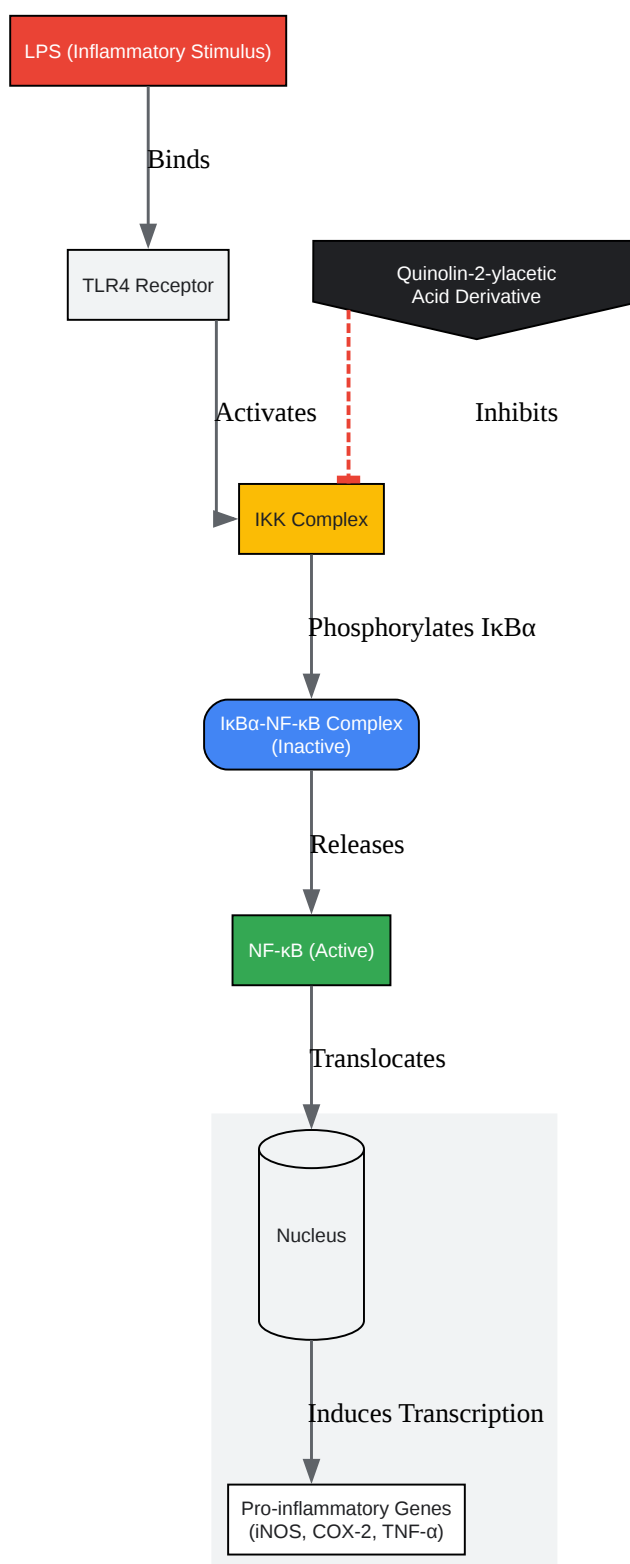 LPS (Inflammatory Stimulus)
Binds
TLR4 Receptor
Quinolin-2-ylacetic
Acid Derivative
Activates
Inhibits
IKK Complex
Phosphorylates IκBα
IκBα-NF-κB Complex
(Inactive)
Releases
NF-κB (Active)
Translocates
Nucleus
Induces Transcription
Pro-inflammatory Genes
(iNOS, COX-2, TNF-α)